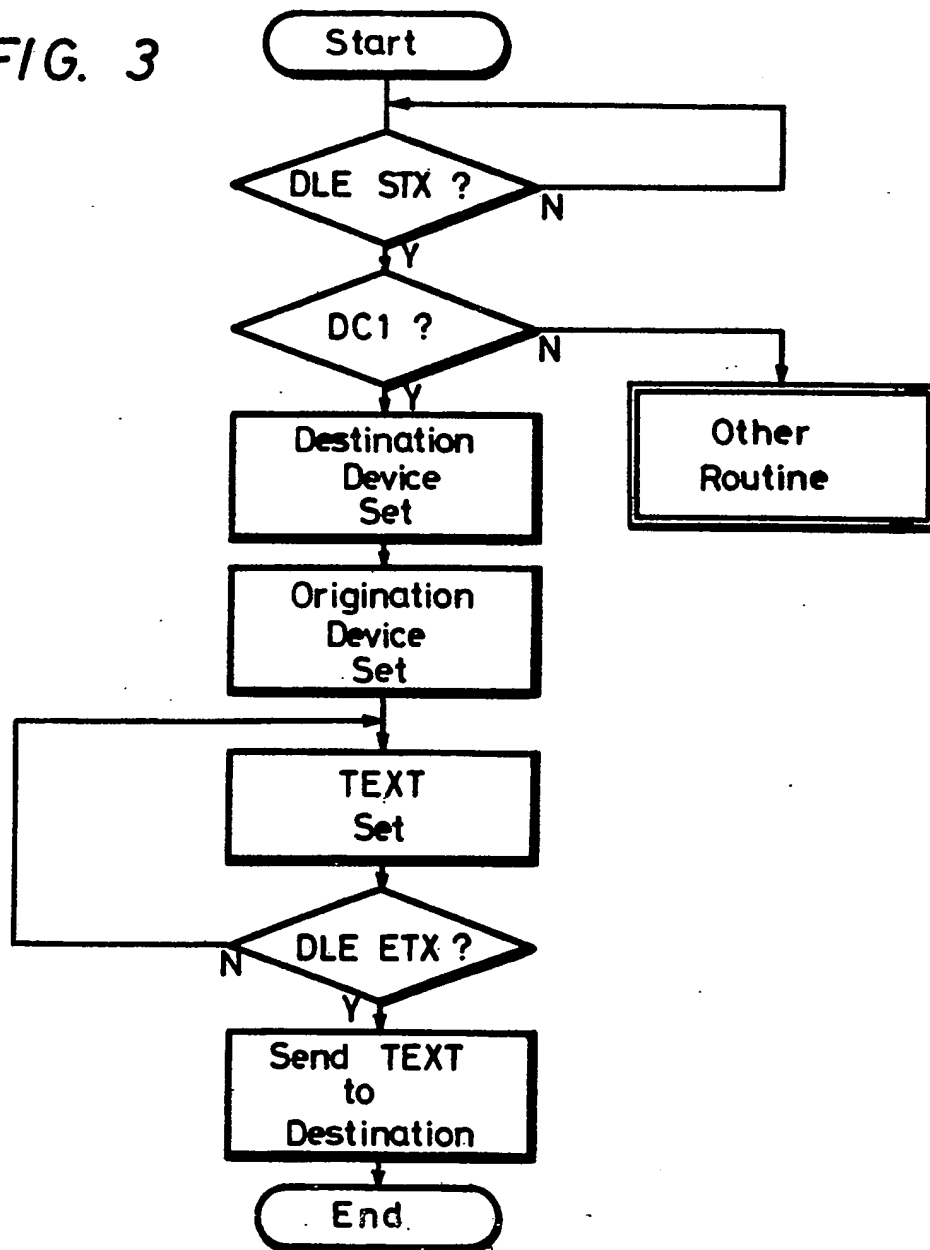 FIG. 3
Start
DLE STX ?
N
Y
DC1 ?
N
Y
Destination
Device
Set
Other
Routine
Origination
Device
Set
TEXT
Set
DLE ETX ?
N
Y
Send TEXT
to
Destination
End